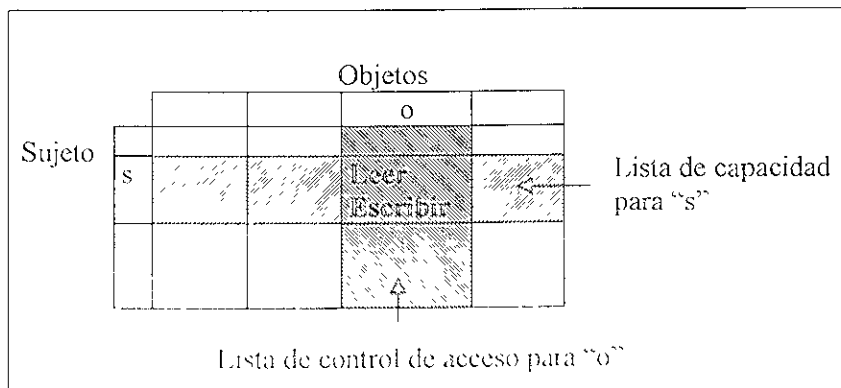 Objetos
o
Sujeto
s
Leer
Escribir
Lista de capacidad
para “s”
Lista de control de acceso para “o”